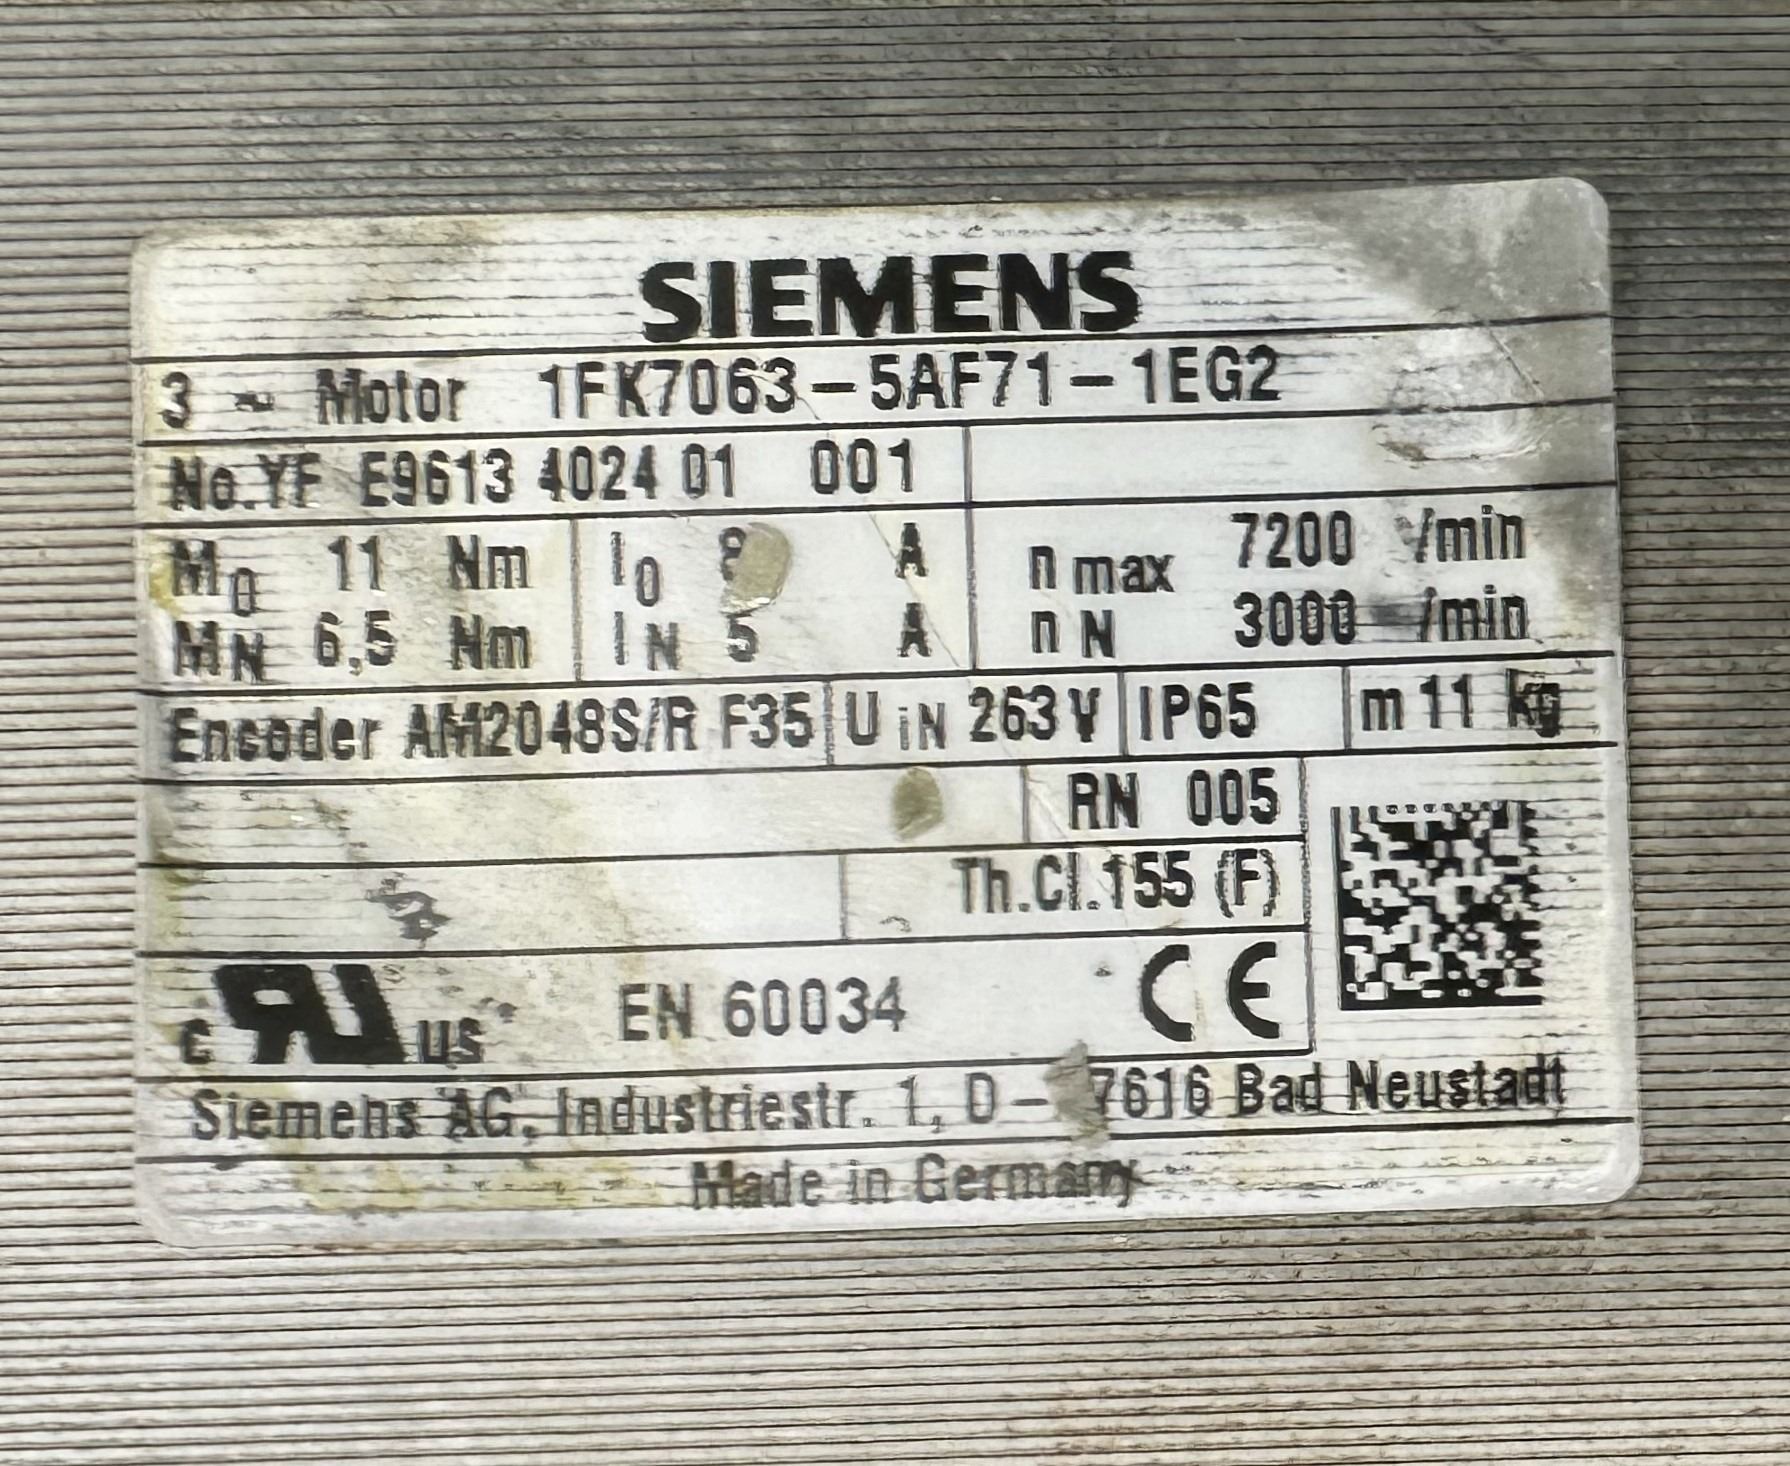 SIEMENS
3 ~ Motor 1FK7063-5AF71-1EG2
No.YF E9613 4024 01 001
M0 11 Nm I0 A n max 7200 /min
MN 6,5 Nm IN 5 A n N 3000 /min
Encoder AM2048S/R F35 U iN 263 V IP65 m 11 kg
RN 005
Th.Cl.155 (F)
c RU us EN 60034 CE
Siemens AG, Industriestr. 1, D- Bad Neustadt
Made in Germany